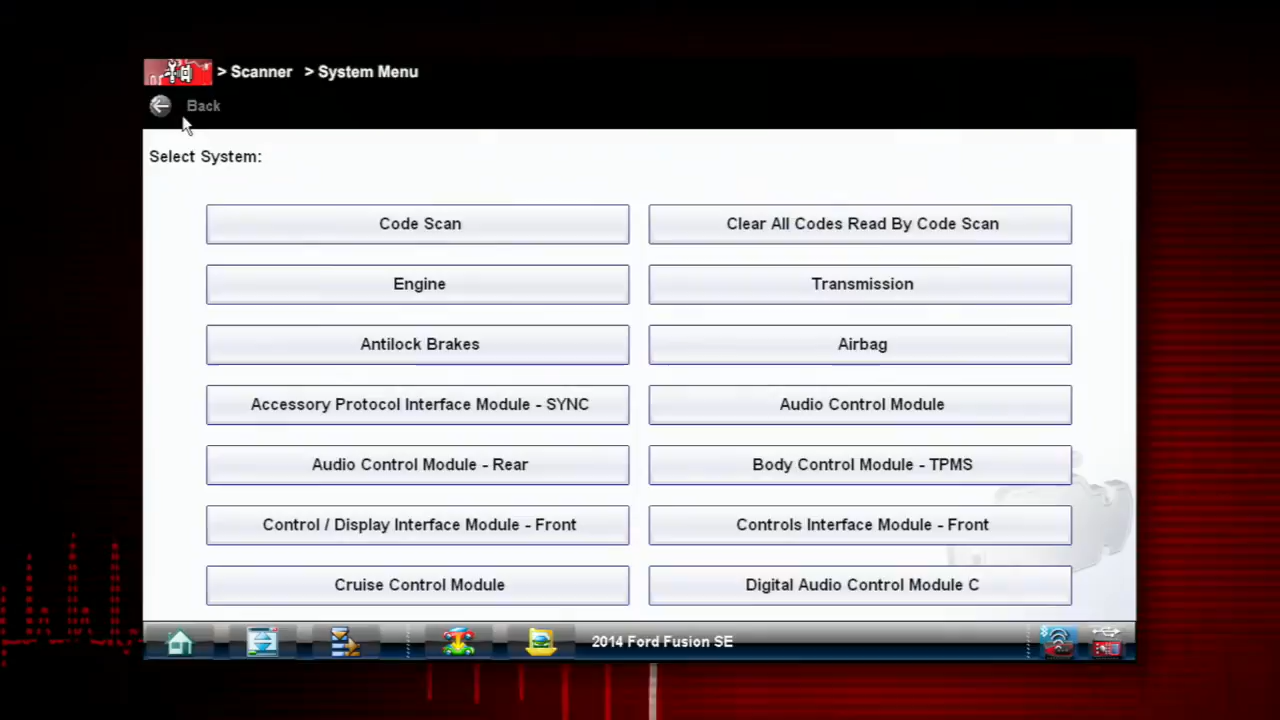 > Scanner > System Menu
Back
Select System:
Code Scan
Clear All Codes Read By Code Scan
Engine
Transmission
Antilock Brakes
Airbag
Accessory Protocol Interface Module - SYNC
Audio Control Module
Audio Control Module - Rear
Body Control Module - TPMS
Control / Display Interface Module - Front
Controls Interface Module - Front
Cruise Control Module
Digital Audio Control Module C
2014 Ford Fusion SE